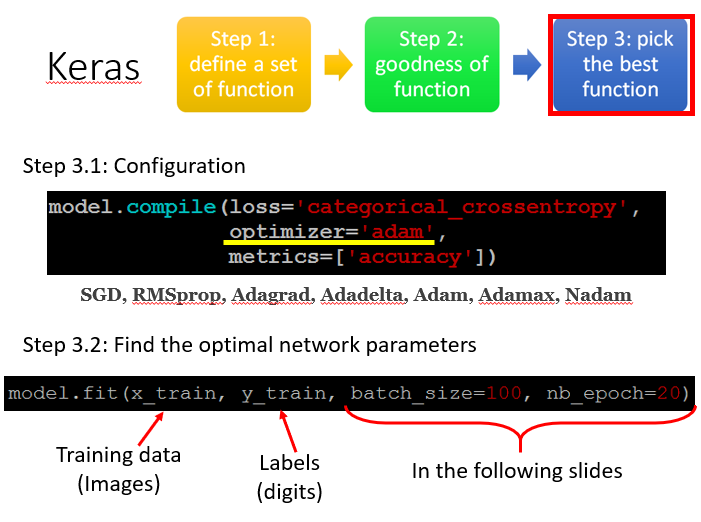 Keras
Step 1:
define a set
of function
Step 2:
goodness of
function
Step 3: pick
the best
function
Step 3.1: Configuration
model.compile(loss='categorical_crossentropy',
optimizer='adam',
metrics=['accuracy'])
SGD, RMSprop, Adagrad, Adadelta, Adam, Adamax, Nadam
Step 3.2: Find the optimal network parameters
model.fit(x_train, y_train, batch_size=100, nb_epoch=20)
Training data
(Images)
Labels
(digits)
In the following slides